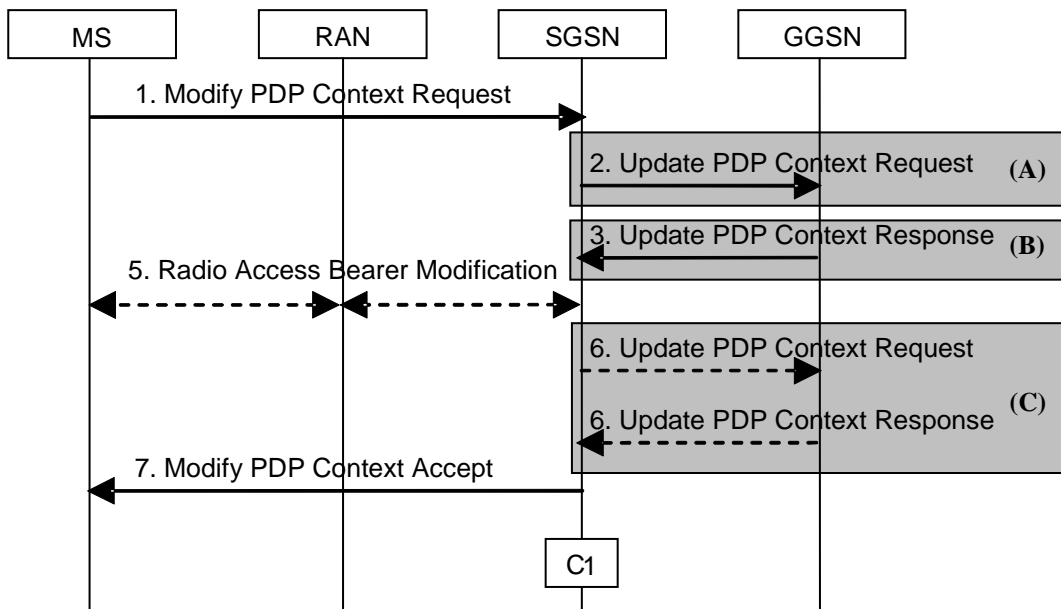 MS
RAN
SGSN
GGSN
1. Modify PDP Context Request
2. Update PDP Context Request
(A)
3. Update PDP Context Response
(B)
5. Radio Access Bearer Modification
6. Update PDP Context Request
(C)
6. Update PDP Context Response
7. Modify PDP Context Accept
C1